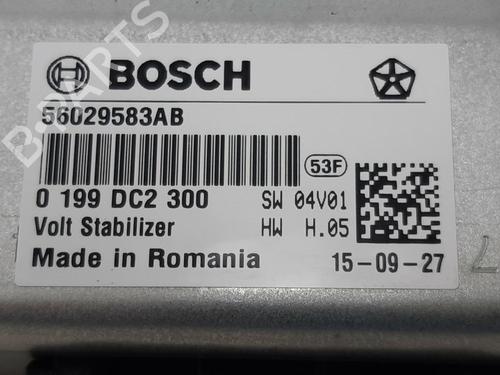 BOSCH
56029583AB
53F
0 199 DC2 300 SW 04V01
Volt Stabilizer HW H.05
Made in Romania 15-09-27
B-PARTS